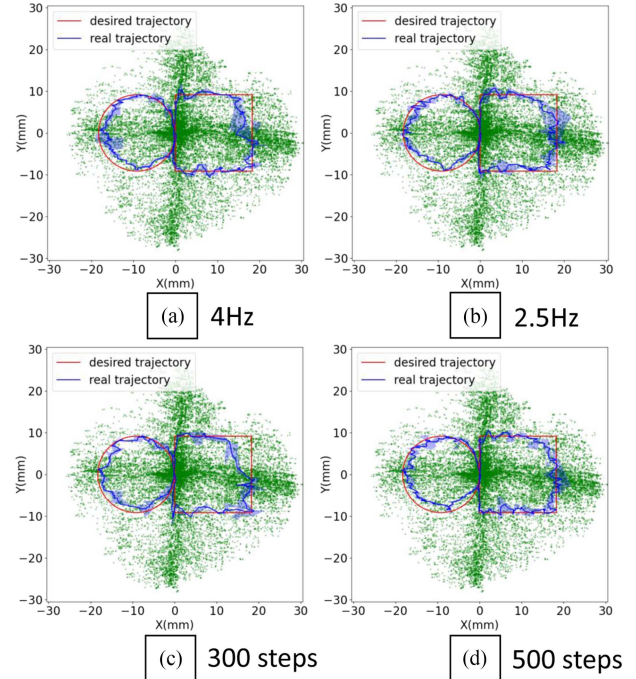 desired trajectory
real trajectory
30
20
10
0
−10
−20
−30
Y(mm)
−30 −20 −10 0 10 20 30
X(mm)
(a) 4Hz
desired trajectory
real trajectory
30
20
10
0
−10
−20
−30
Y(mm)
−30 −20 −10 0 10 20 30
X(mm)
(b) 2.5Hz
desired trajectory
real trajectory
30
20
10
0
−10
−20
−30
Y(mm)
−30 −20 −10 0 10 20 30
X(mm)
(c) 300 steps
desired trajectory
real trajectory
30
20
10
0
−10
−20
−30
Y(mm)
−30 −20 −10 0 10 20 30
X(mm)
(d) 500 steps